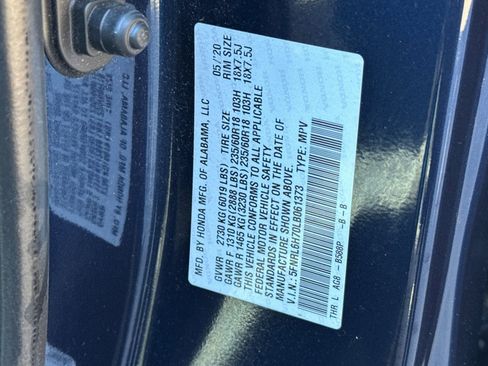 MFD. BY HONDA MFG. OF ALABAMA, LLC 05/'20
GVWR 2730 KG(6019 LBS) TIRE SIZE RIM SIZE
GAWR F 1310 KG(2888 LBS) 235/60R18 103H 18X7.5J
GAWR R 1465 KG(3230 LBS) 235/60R18 103H 18X7.5J
THIS VEHICLE CONFORMS TO ALL APPLICABLE
FEDERAL MOTOR VEHICLE SAFETY
STANDARDS IN EFFECT ON THE DATE OF
MANUFACTURE SHOWN ABOVE.
V.I.N.: 5FNRL6H70LB061373 TYPE: MPV
THR L AG8 -B588P -B -B